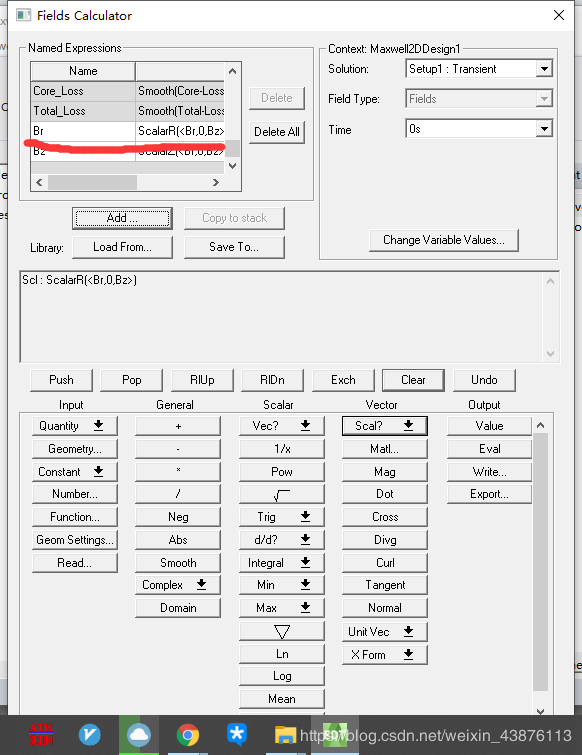 Fields Calculator
Named Expressions
Name
Core_Loss Smooth(Core-Loss
Total_Loss Smooth(Total-Loss
Br ScalarR(<Br,0,Bz>
Bz ScalarZ(<Br,0,Bz>
Delete
Delete All
Add ...
Copy to stack
Library:
Load From...
Save To...
Context: Maxwell2DDesign1
Solution: Setup1 : Transient
Field Type: Fields
Time 0s
Change Variable Values...
Scl : ScalarR(<Br,0,Bz>)
Push Pop RlUp RlDn Exch Clear Undo
Input General Scalar Vector Output
Quantity + Vec? Scal? Value
Geometry... - 1/x Matl... Eval
Constant * Pow Mag Write...
Number... / √ Dot Export...
Function... Neg Trig Cross
Geom Settings... Abs d/d? Divg
Read... Smooth Integral Curl
Complex Min Tangent
Domain Max Normal
▽ Unit Vec
Ln X Form
Log
Mean
https://blog.csdn.net/weixin_43876113